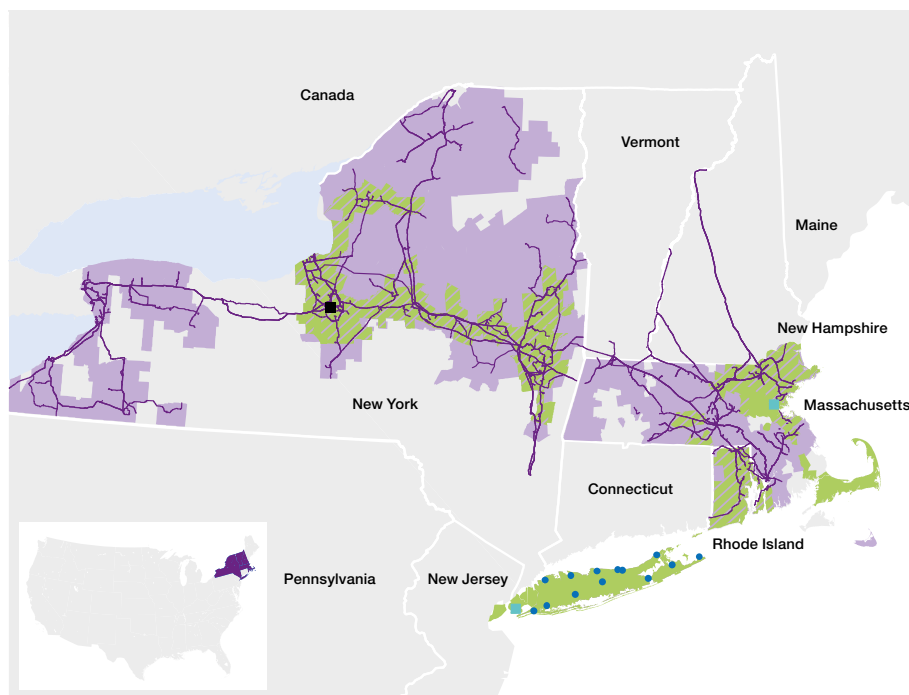 Canada
Vermont
Maine
New Hampshire
New York
Massachusetts
Connecticut
Rhode Island
Pennsylvania
New Jersey